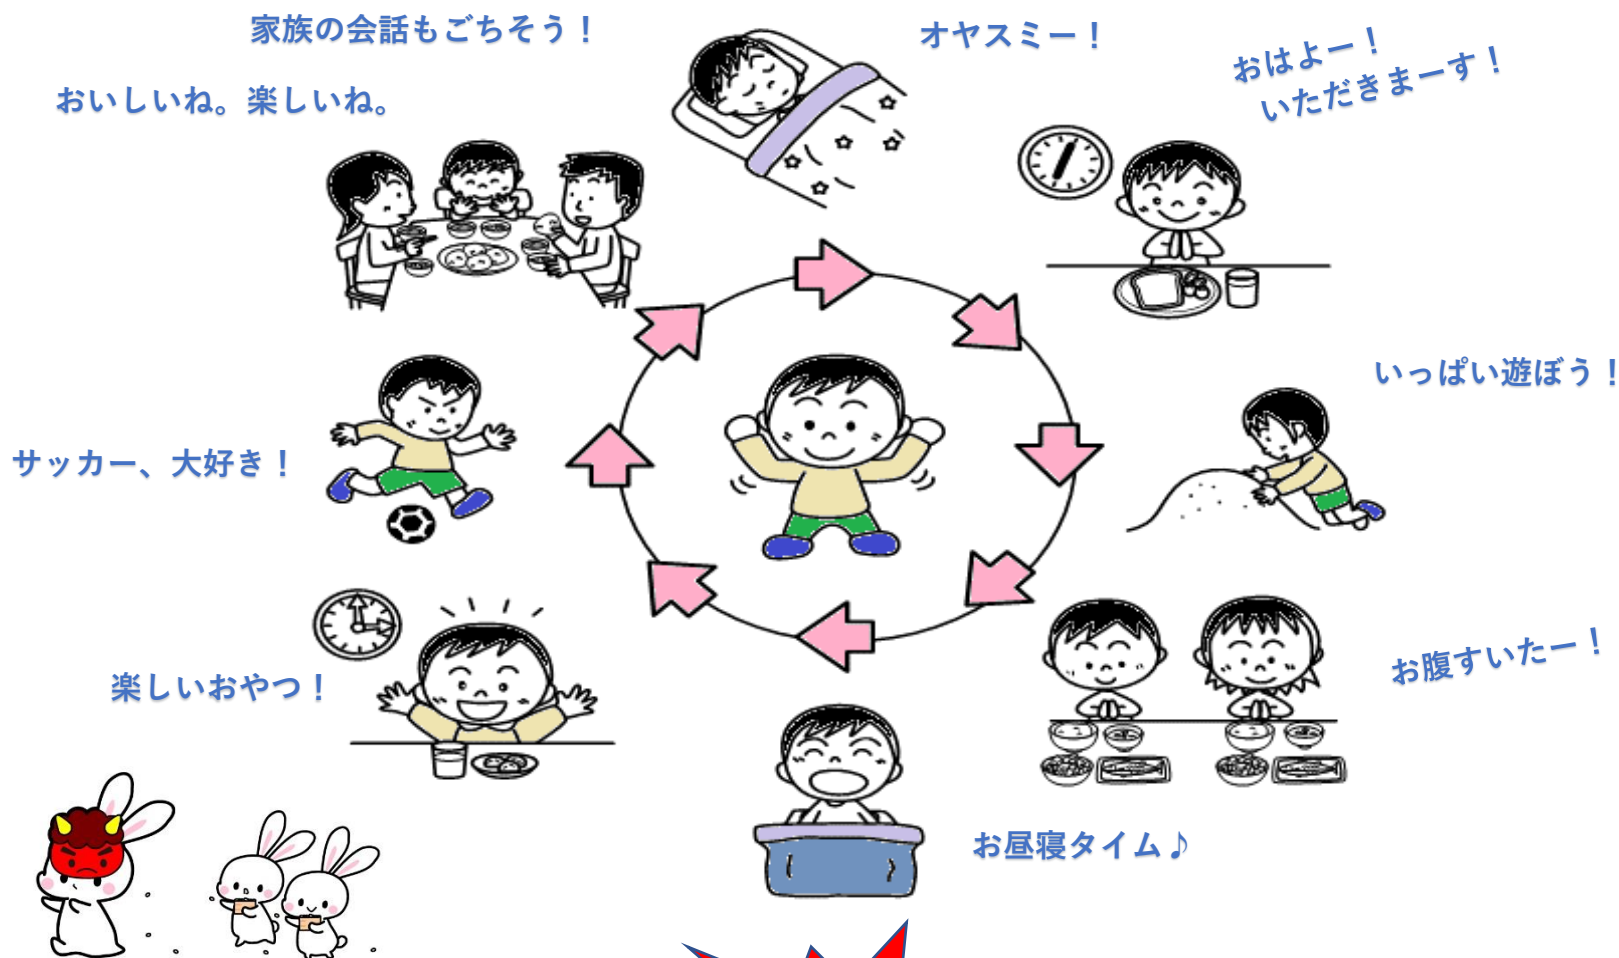 家族の会話もごちそう！
オヤスミー！
おはよー！
いただきまーす！
おいしいね。楽しいね。
いっぱい遊ぼう！
サッカー、大好き！
お腹すいたー！
楽しいおやつ！
お昼寝タイム♪